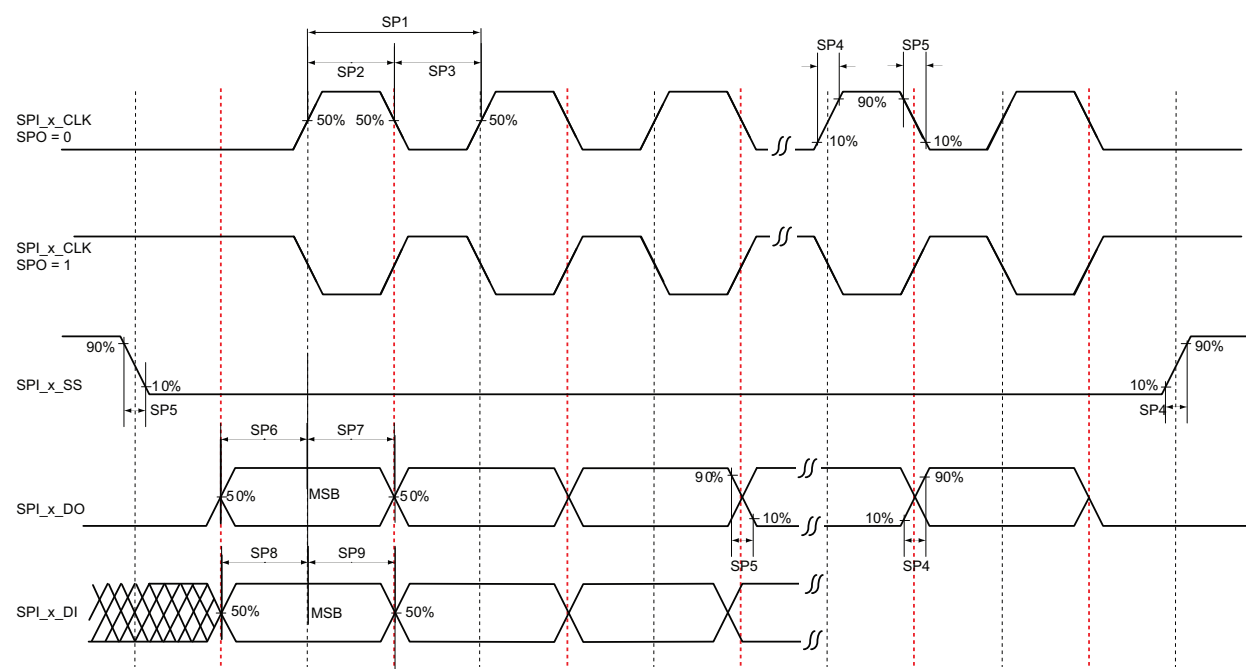 SP1
SP4 SP5
SP2 SP3
SPI_x_CLK
SPO = 0
50% 50% 50%
90%
10% 10%
SPI_x_CLK
SPO = 1
90% 90%
SPI_x_SS
10% 10%
SP5 SP4
SP6 SP7
90% 90%
50% MSB 50%
SPI_x_DO
10% 10%
SP8 SP9 SP5 SP4
SPI_x_DI
50% MSB 50%